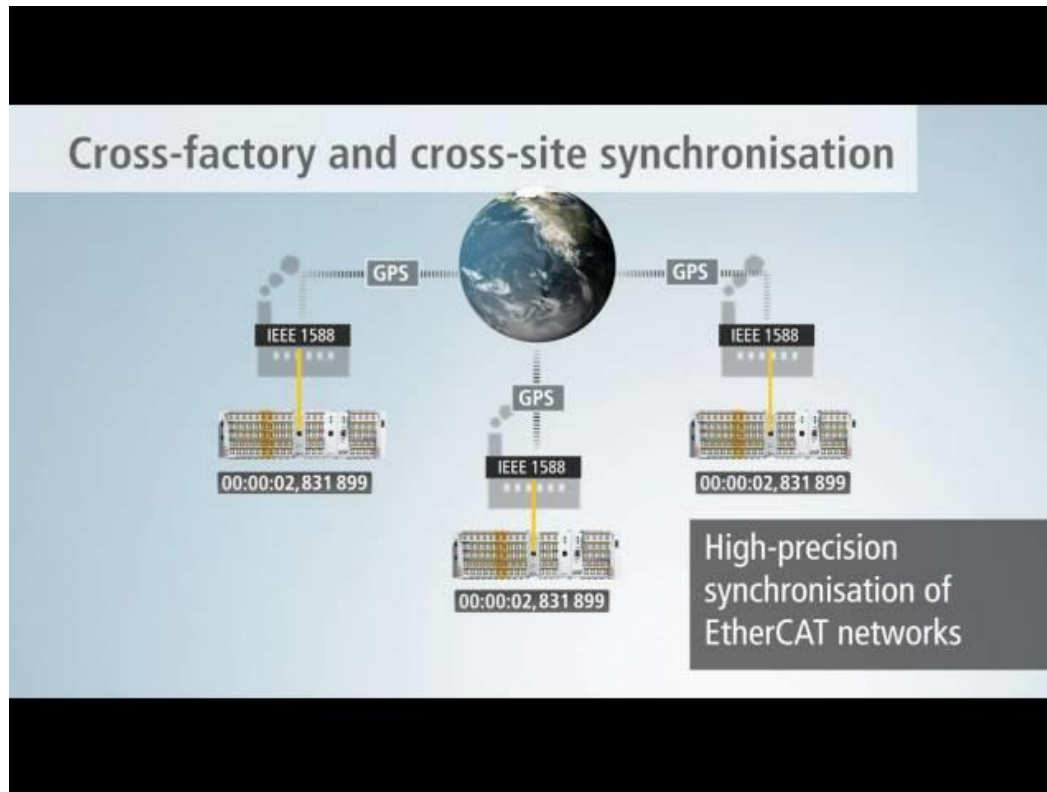 Cross-factory and cross-site synchronisation
GPS
GPS
IEEE 1588
IEEE 1588
GPS
IEEE 1588
00:00:02,831 899
00:00:02,831 899
00:00:02,831 899
High-precision
synchronisation of
EtherCAT networks